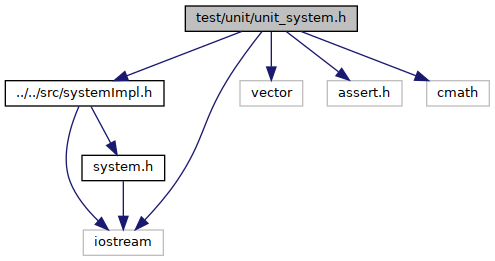 test/unit/unit_system.h
../../src/systemImpl.h
vector
assert.h
cmath
system.h
iostream